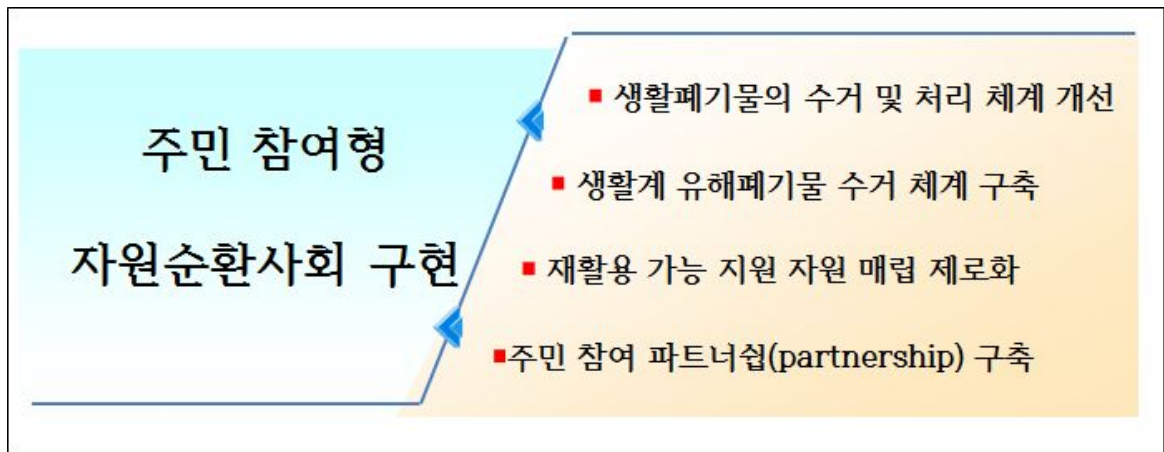 주민 참여형
자원순환사회 구현
■ 생활폐기물의 수거 및 처리 체계 개선
■ 생활계 유해폐기물 수거 체계 구축
■ 재활용 가능 지원 자원 매립 제로화
■주민 참여 파트너쉽(partnership) 구축